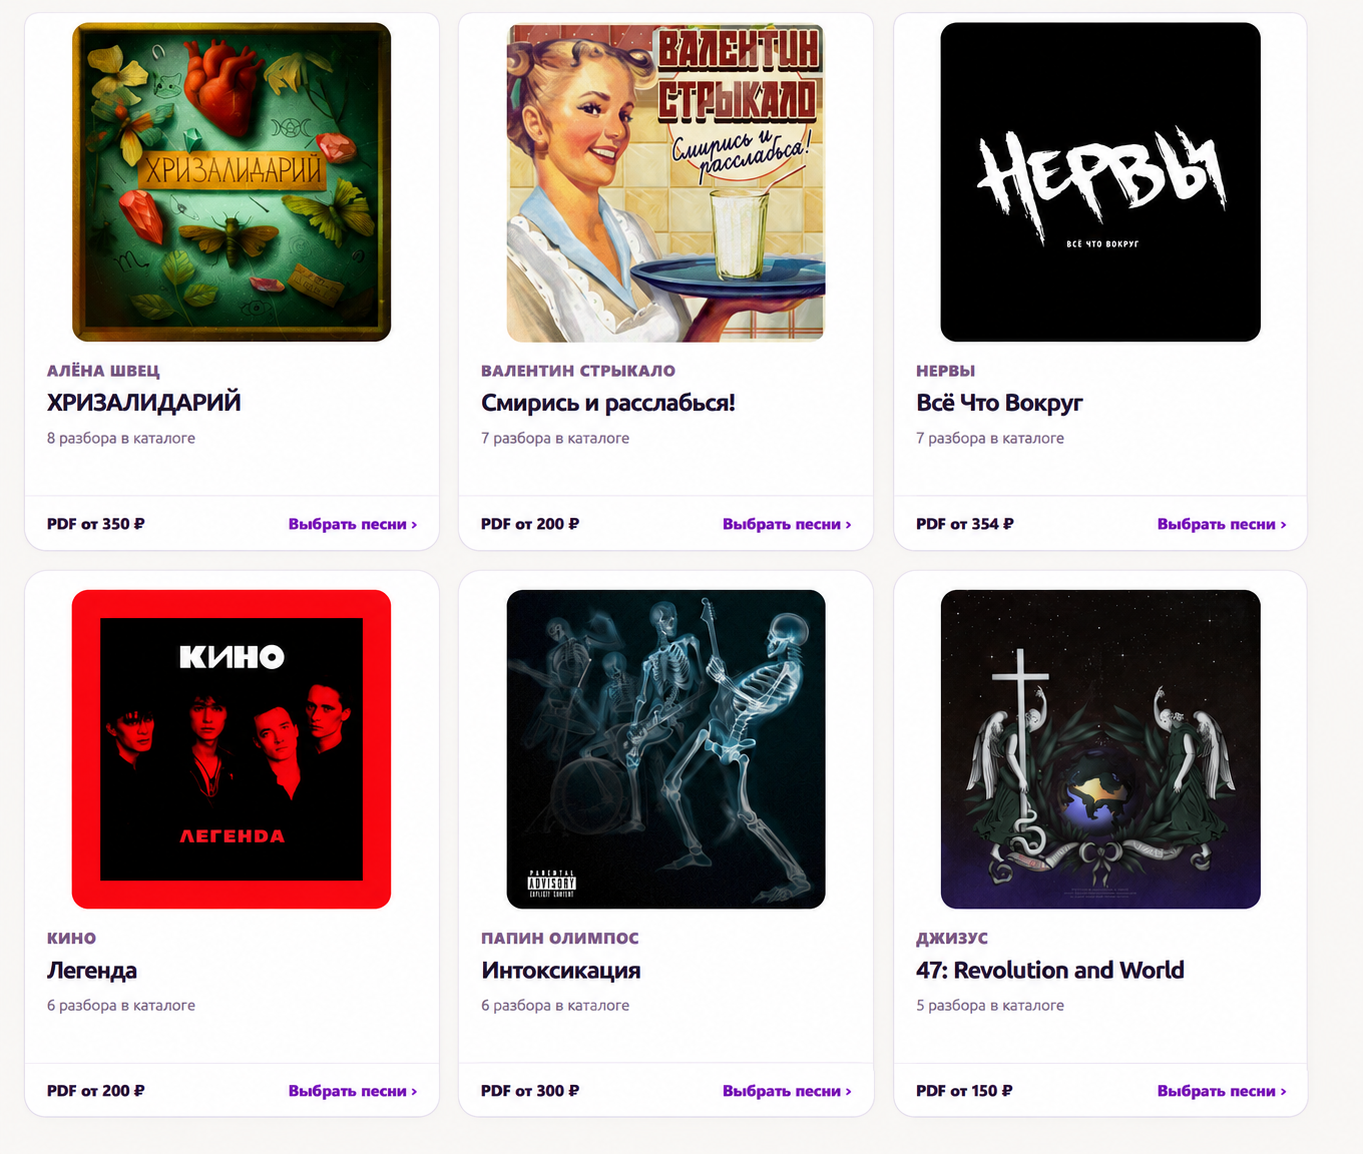 ХРИЗАЛИДАРИЙ
ВАЛЕНТИН
СТРЫКАЛО
Смирись и
расслабься!
НЕРВЫ
ВСЁ ЧТО ВОКРУГ
АЛЁНА ШВЕЦ
ХРИЗАЛИДАРИЙ
8 разбора в каталоге
PDF от 350 ₽
Выбрать песни ›
ВАЛЕНТИН СТРЫКАЛО
Смирись и расслабься!
7 разбора в каталоге
PDF от 200 ₽
Выбрать песни ›
НЕРВЫ
Всё Что Вокруг
7 разбора в каталоге
PDF от 354 ₽
Выбрать песни ›
КИНО
ЛЕГЕНДА
PARENTAL
ADVISORY
EXPLICIT CONTENT
КИНО
Легенда
6 разбора в каталоге
PDF от 200 ₽
Выбрать песни ›
ПАПИН ОЛИМПОС
Интоксикация
6 разбора в каталоге
PDF от 300 ₽
Выбрать песни ›
ДЖИЗУС
47: Revolution and World
5 разбора в каталоге
PDF от 150 ₽
Выбрать песни ›